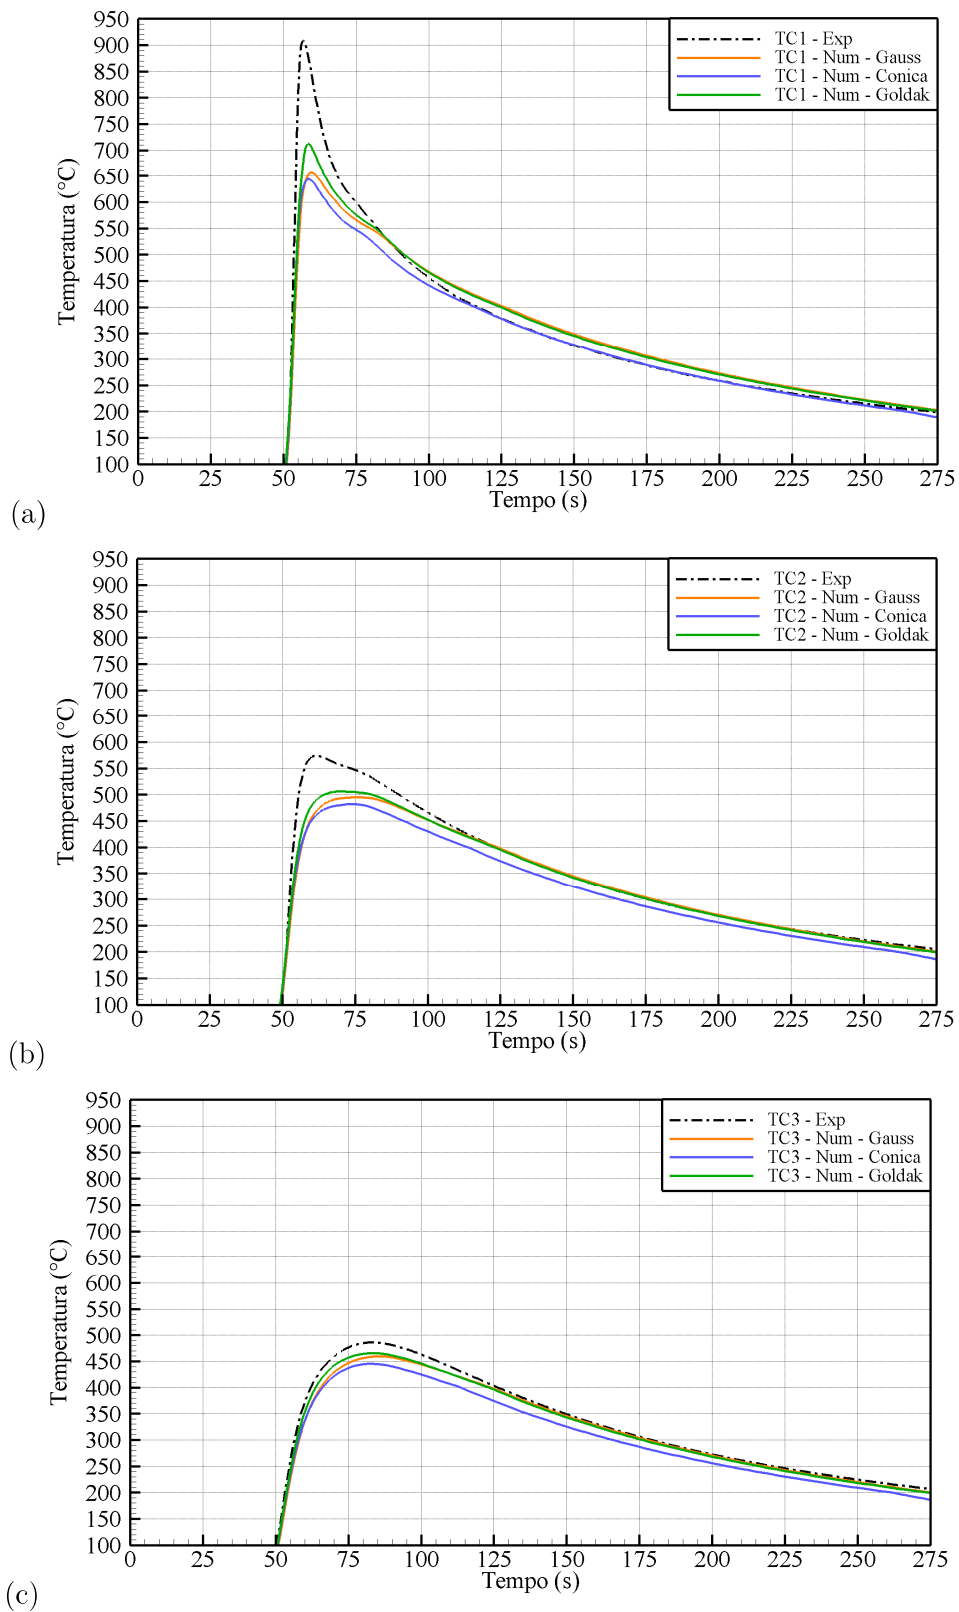 950
900
850
800
750
700
650
600
550
500
450
400
350
300
250
200
150
100
Temperatura (°C)
TC1 - Exp
TC1 - Num - Gauss
TC1 - Num - Conica
TC1 - Num - Goldak
0 25 50 75 100 125 150 175 200 225 250 275
Tempo (s)
(a)
950
900
850
800
750
700
650
600
550
500
450
400
350
300
250
200
150
100
Temperatura (°C)
TC2 - Exp
TC2 - Num - Gauss
TC2 - Num - Conica
TC2 - Num - Goldak
0 25 50 75 100 125 150 175 200 225 250 275
Tempo (s)
(b)
950
900
850
800
750
700
650
600
550
500
450
400
350
300
250
200
150
100
Temperatura (°C)
TC3 - Exp
TC3 - Num - Gauss
TC3 - Num - Conica
TC3 - Num - Goldak
0 25 50 75 100 125 150 175 200 225 250 275
Tempo (s)
(c)